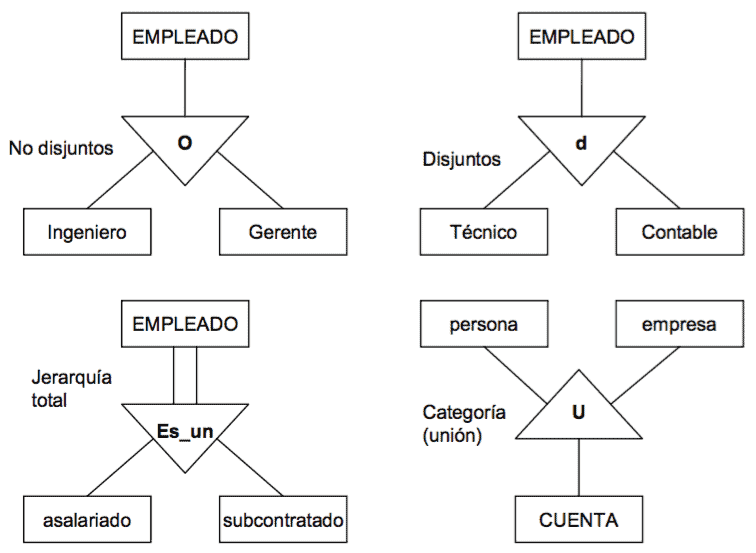 EMPLEADO
No disjuntos
O
Ingeniero
Gerente
EMPLEADO
Disjuntos
d
Técnico
Contable
EMPLEADO
Jerarquía
total
Es_un
asalariado
subcontratado
persona
empresa
Categoría
(unión)
U
CUENTA